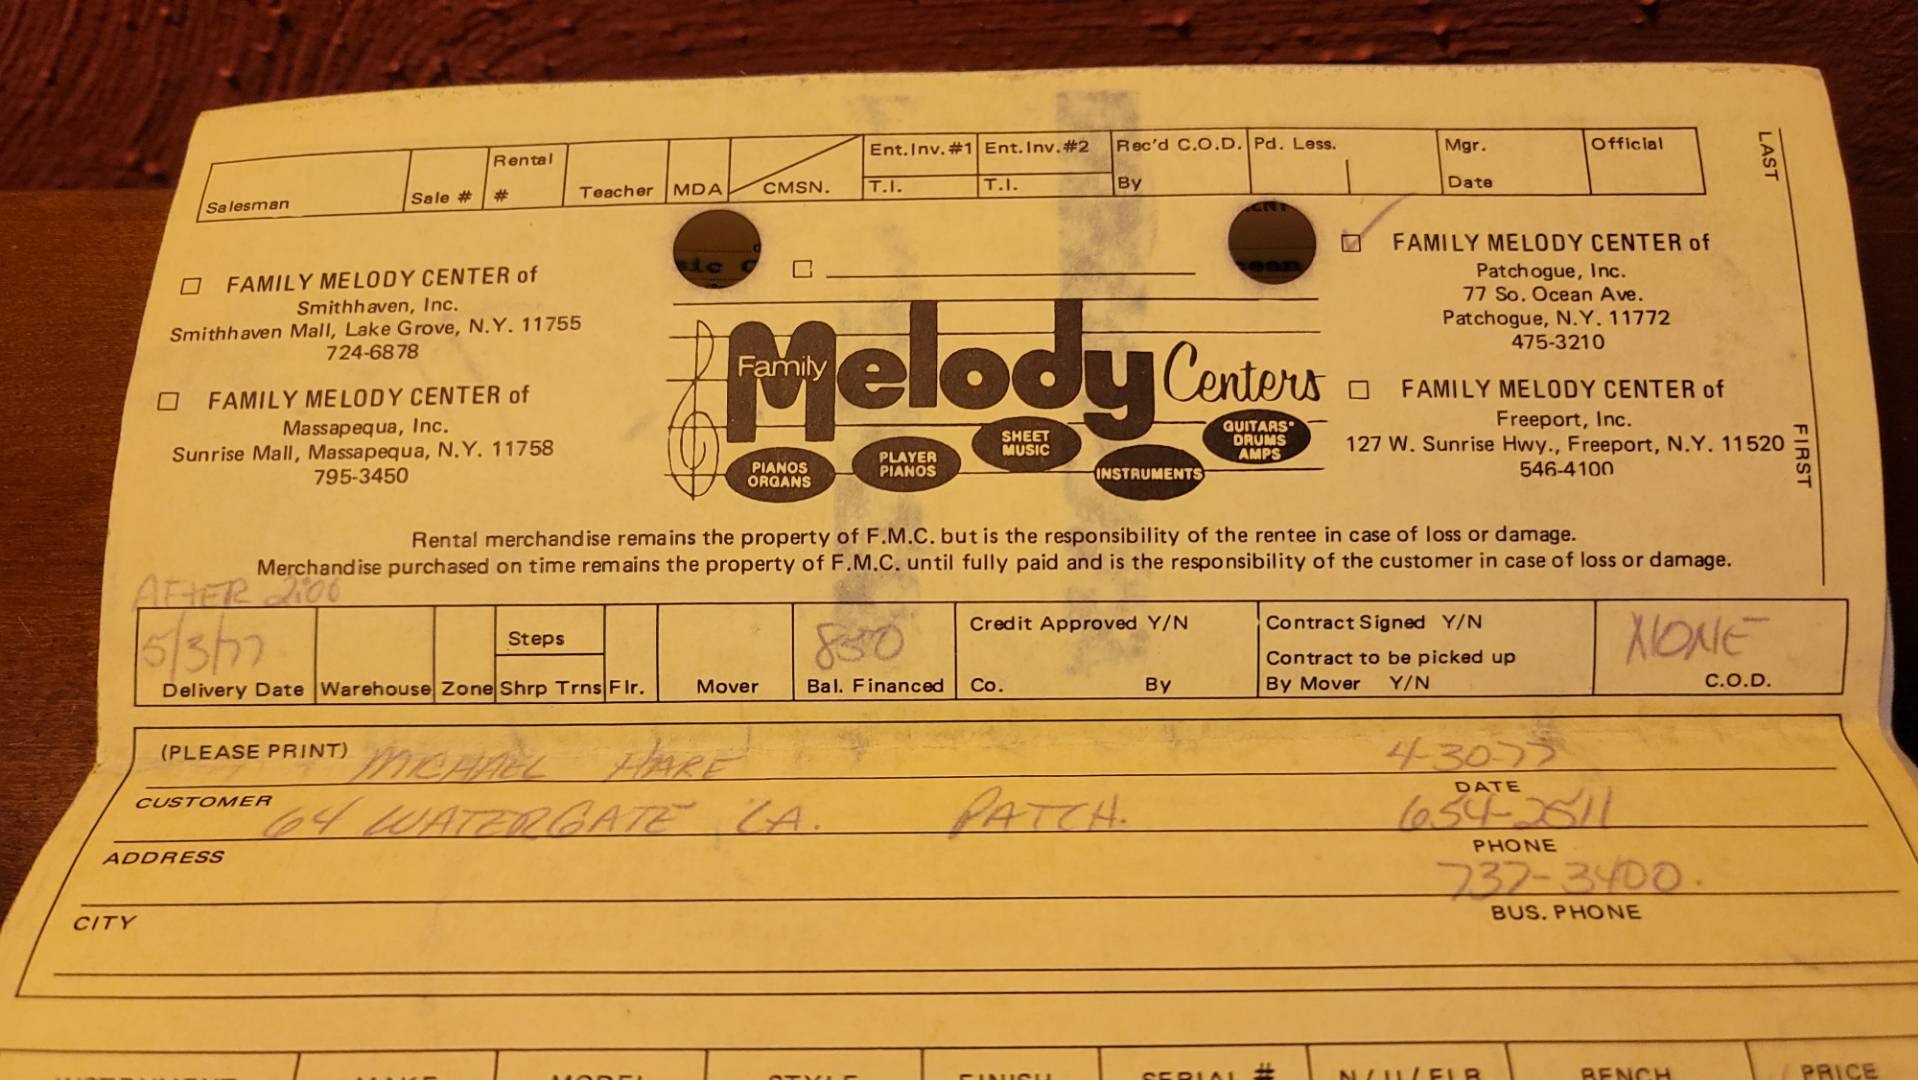 Salesman Sale # Rental # Teacher MDA CMSN. Ent. Inv. #1 T.I. Ent. Inv. #2 T.I. Rec'd C.O.D. By Pd. Less. Mgr. Date Official
LAST
FIRST
☐ FAMILY MELODY CENTER of
Smithhaven, Inc.
Smithhaven Mall, Lake Grove, N.Y. 11755
724-6878
☐ FAMILY MELODY CENTER of
Massapequa, Inc.
Sunrise Mall, Massapequa, N.Y. 11758
795-3450
Family Melody Centers
PIANOS ORGANS
PLAYER PIANOS
SHEET MUSIC
INSTRUMENTS
GUITARS· DRUMS AMPS
☑ FAMILY MELODY CENTER of
Patchogue, Inc.
77 So. Ocean Ave.
Patchogue, N.Y. 11772
475-3210
☐ FAMILY MELODY CENTER of
Freeport, Inc.
127 W. Sunrise Hwy., Freeport, N.Y. 11520
546-4100
Rental merchandise remains the property of F.M.C. but is the responsibility of the rentee in case of loss or damage.
Merchandise purchased on time remains the property of F.M.C. until fully paid and is the responsibility of the customer in case of loss or damage.
AFTER 2:00
5/3/77 850 NONE
Steps Credit Approved Y/N Contract Signed Y/N
Contract to be picked up
Delivery Date Warehouse Zone Shrp Trns Flr. Mover Bal. Financed Co. By By Mover Y/N C.O.D.
(PLEASE PRINT) MICHAEL HARE 4-30-77
CUSTOMER DATE
64 WATERGATE LA. PATCH. 654-2511
ADDRESS PHONE
737-3400.
CITY BUS. PHONE
INSTRUMENT MAKE MODEL STYLE FINISH SERIAL # N/U/FLR BENCH PRICE